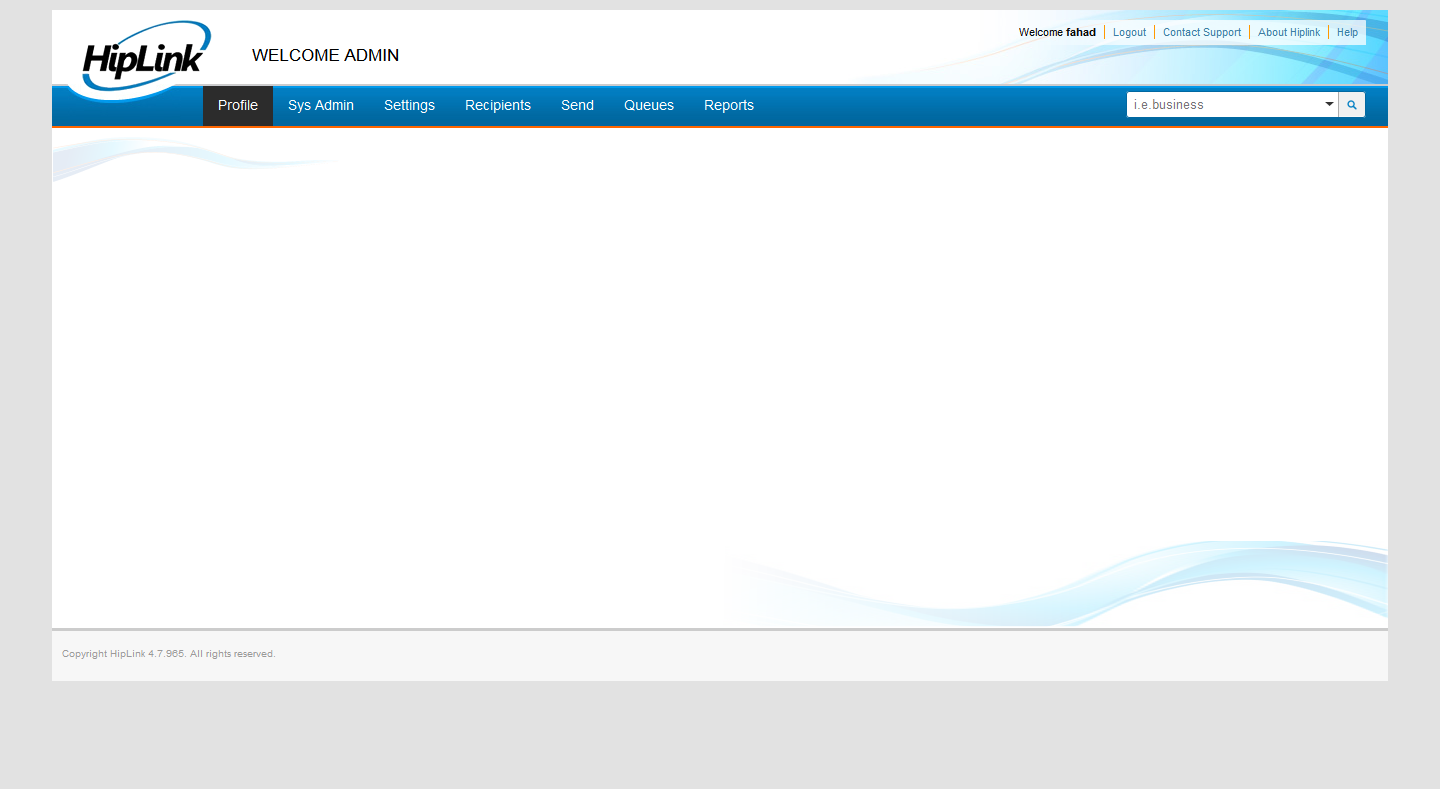 HipLink
WELCOME ADMIN
Welcome fahad Logout Contact Support About Hiplink Help
Profile Sys Admin Settings Recipients Send Queues Reports i.e.business
Copyright HipLink 4.7.965. All rights reserved.